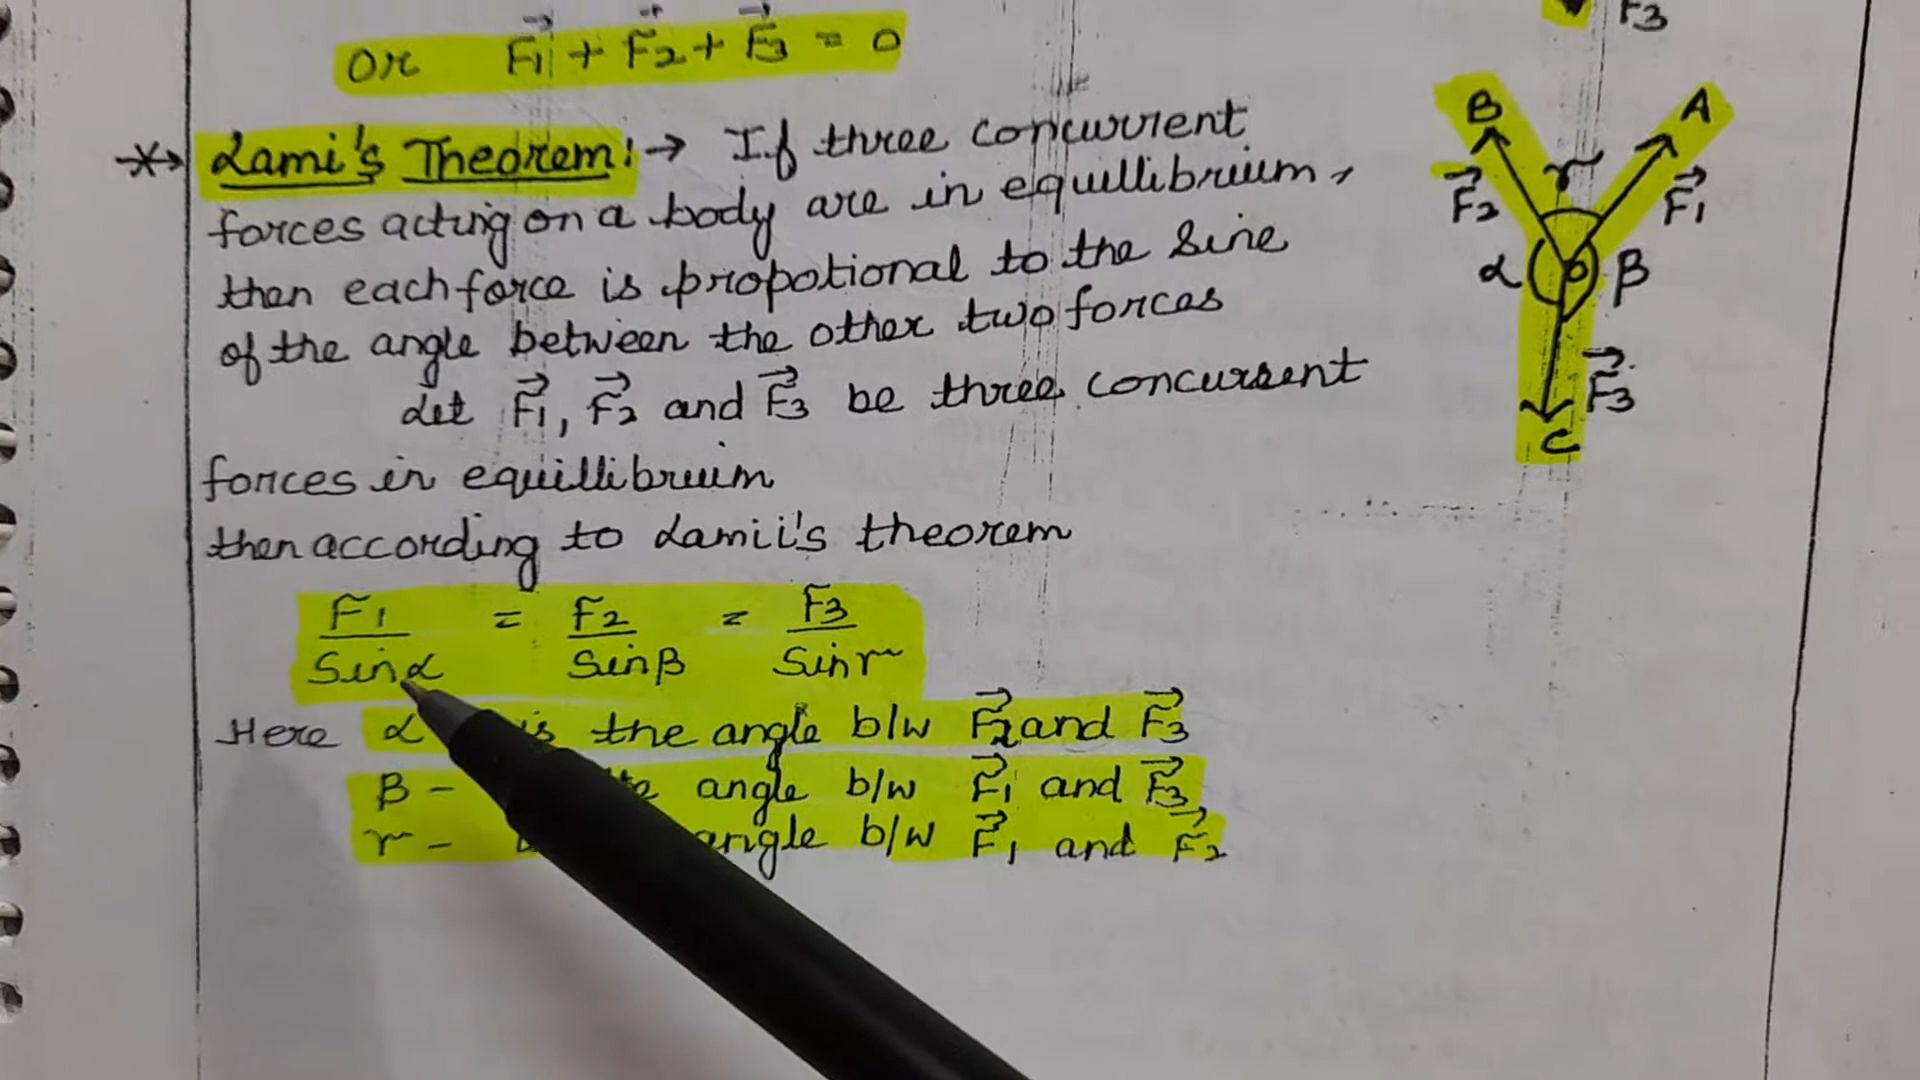 F3
Or F1 + F2 + F3 = 0
Lami's Theorem :→ If three concurrent
forces acting on a body are in equillibrium,
then each force is propotional to the Sine
of the angle between the other two forces
Let F1, F2 and F3 be three concurrent
forces in equillibrium
then according to Lamii's theorem
F1/Sinα = F2/Sinβ = F3/Sinr
Here α is the angle b/w F2 and F3
β - angle b/w F1 and F3
r - angle b/w F1 and F2
B A
r
F2 F1
α O β
F3
C